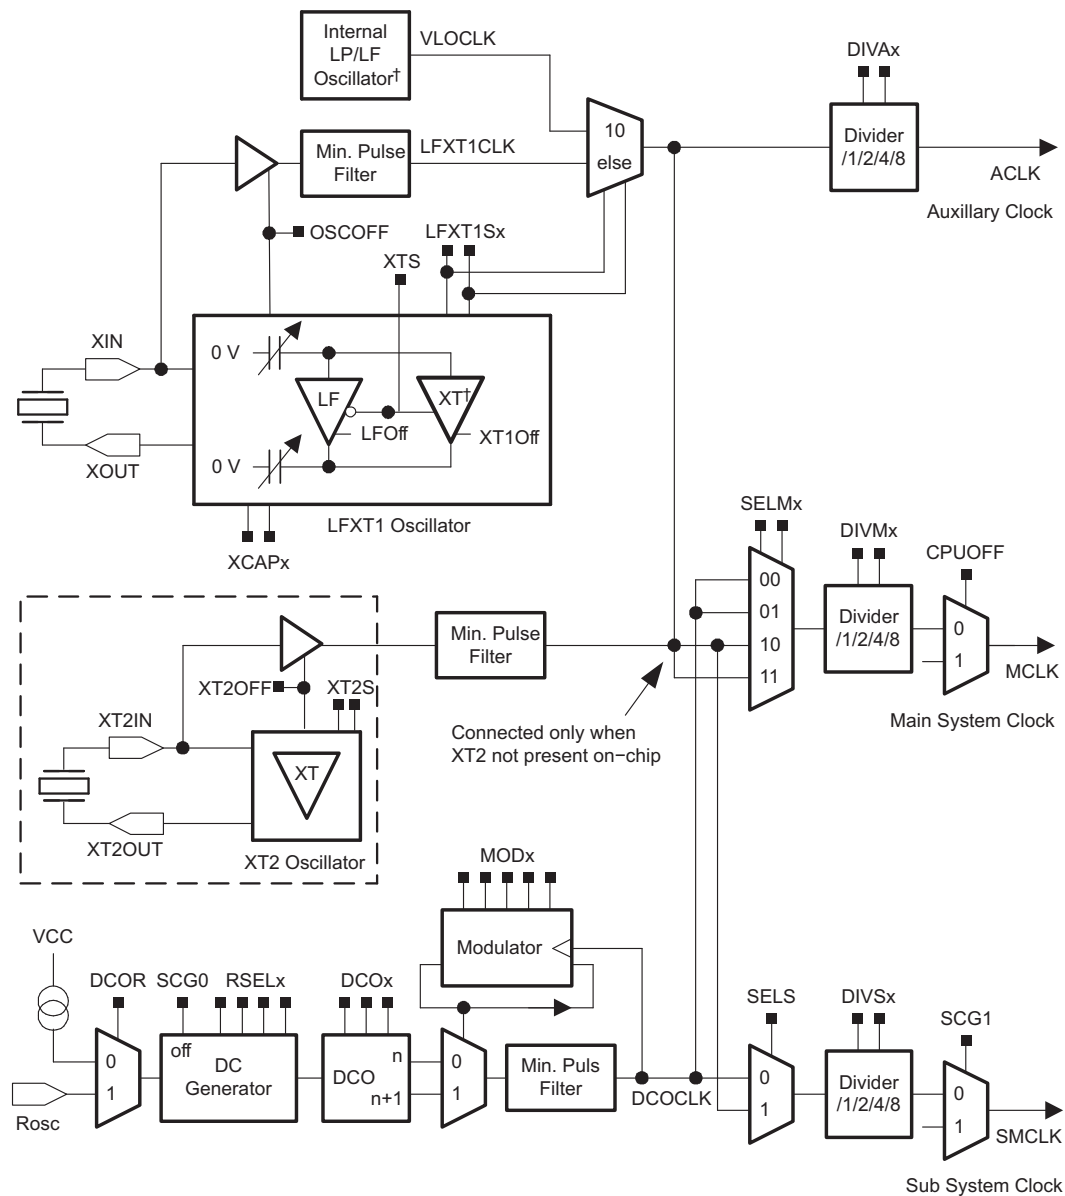 Internal
LP/LF
Oscillator†
VLOCLK
DIVAx
10
else
Divider
/1/2/4/8
ACLK
Auxillary Clock
Min. Pulse
Filter
LFXT1CLK
OSCOFF
LFXT1Sx
XTS
XIN
0 V
LF
XT†
LFOff
XT1Off
0 V
XOUT
LFXT1 Oscillator
XCAPx
SELMx
DIVMx
CPUOFF
00
01
10
11
Divider
/1/2/4/8
0
1
MCLK
Main System Clock
Min. Pulse
Filter
XT2OFF
XT2S
XT2IN
XT
XT2OUT
XT2 Oscillator
Connected only when
XT2 not present on−chip
MODx
Modulator
VCC
DCOR
SCG0
RSELx
DCOx
0
1
off
DC
Generator
n
DCO
n+1
0
1
Min. Puls
Filter
DCOCLK
Rosc
SELS
DIVSx
SCG1
0
1
Divider
/1/2/4/8
0
1
SMCLK
Sub System Clock